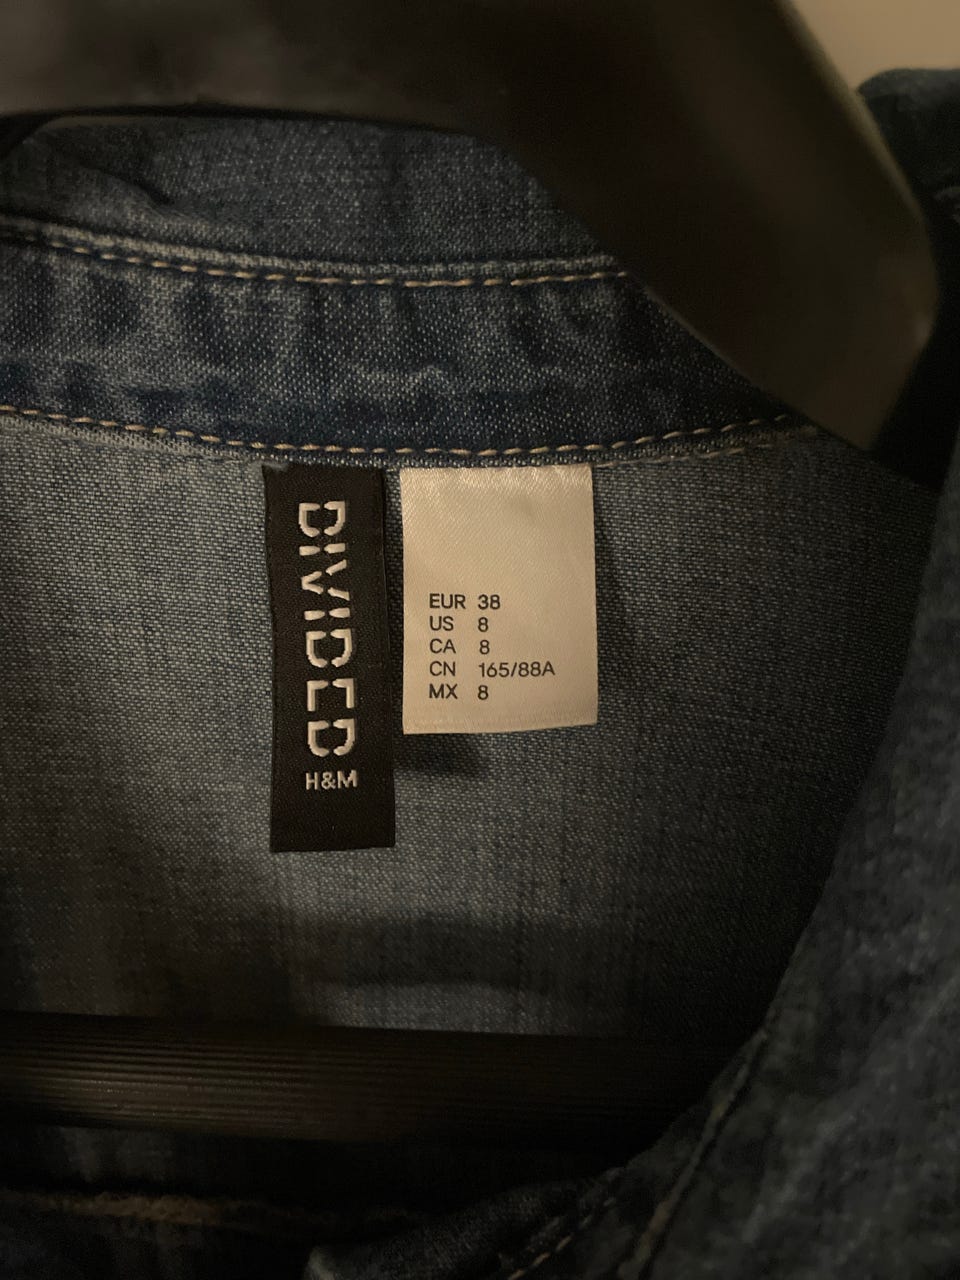 DIVIDED
H&M
EUR 38
US 8
CA 8
CN 165/88A
MX 8